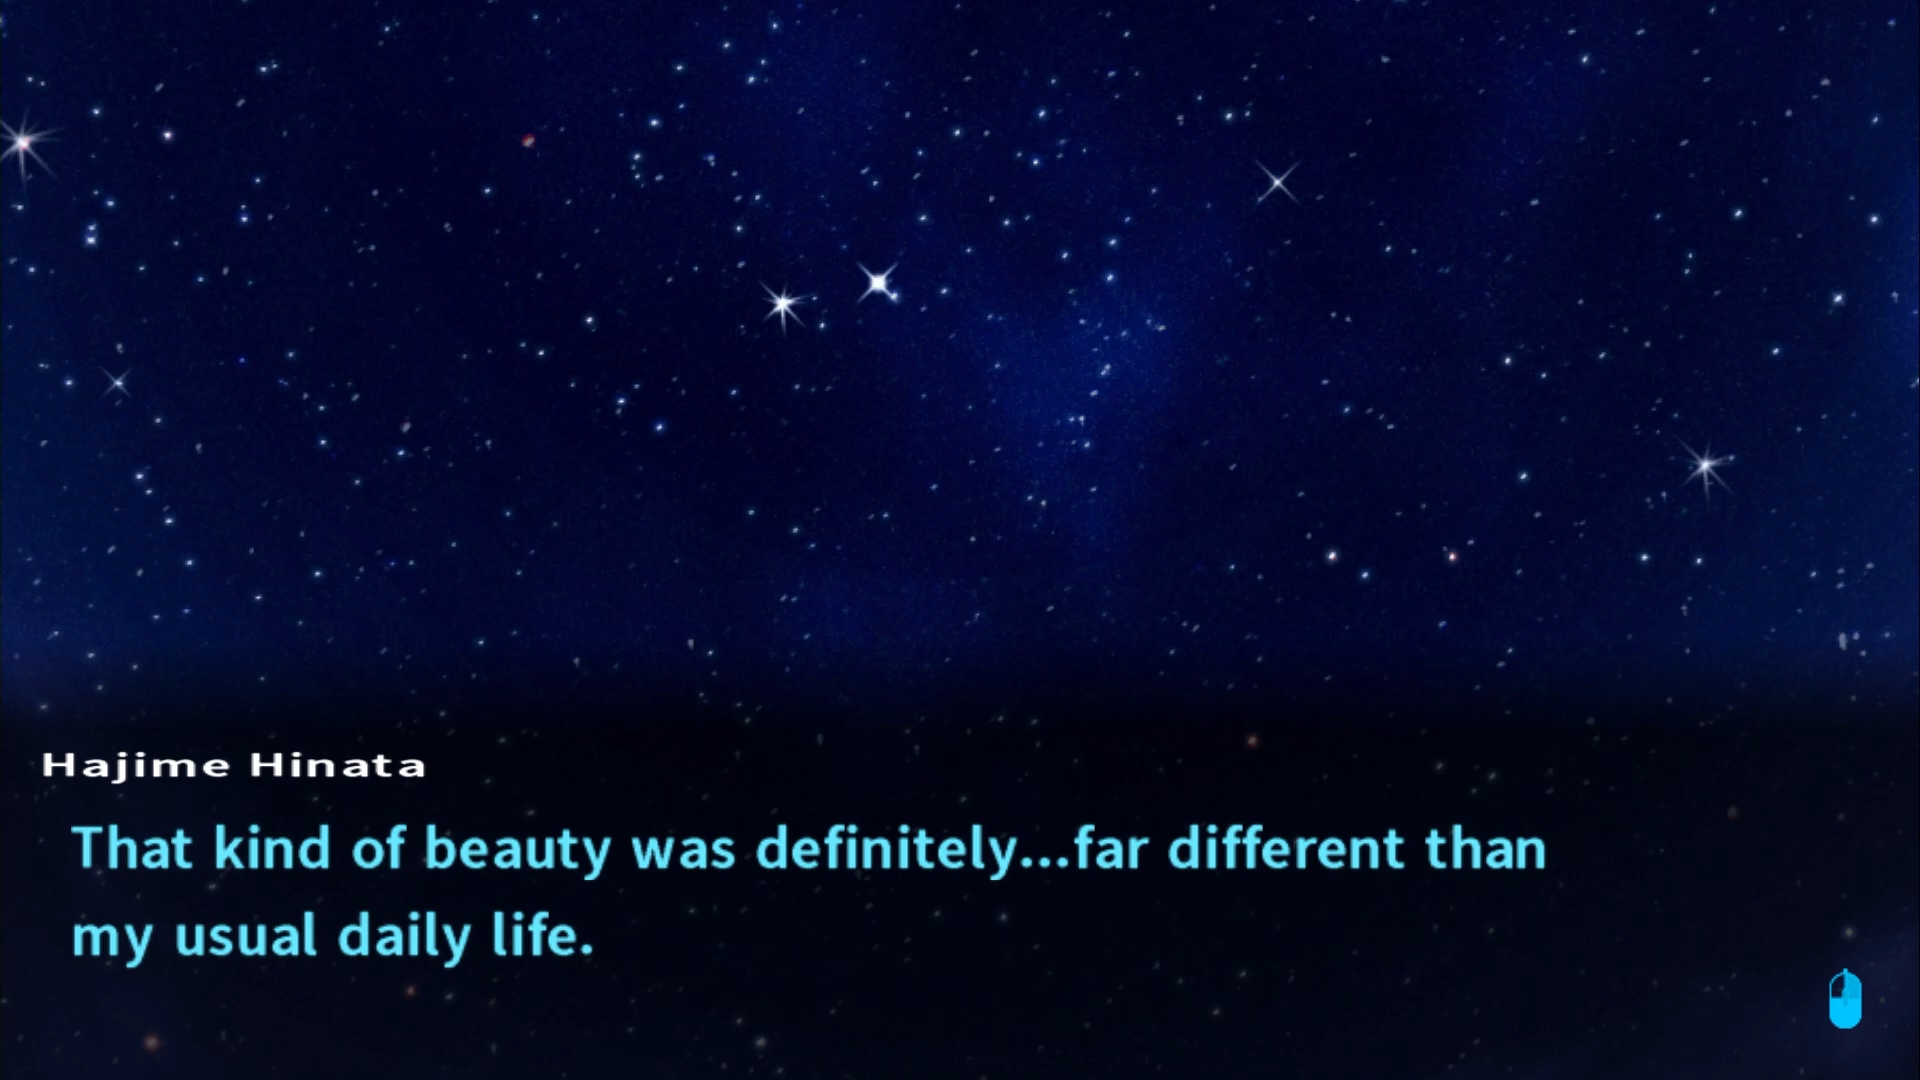 Hajime Hinata
That kind of beauty was definitely...far different than
my usual daily life.